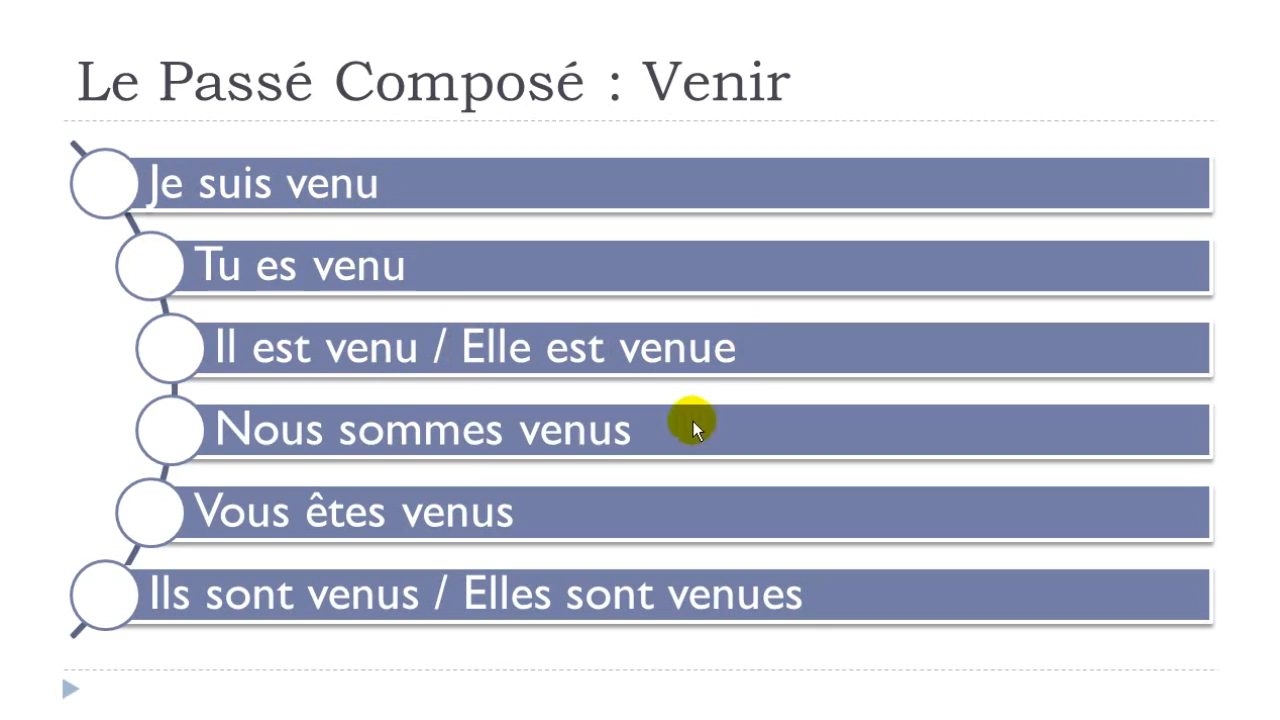 Le Passé Composé : Venir
Je suis venu
Tu es venu
Il est venu / Elle est venue
Nous sommes venus
Vous êtes venus
Ils sont venus / Elles sont venues